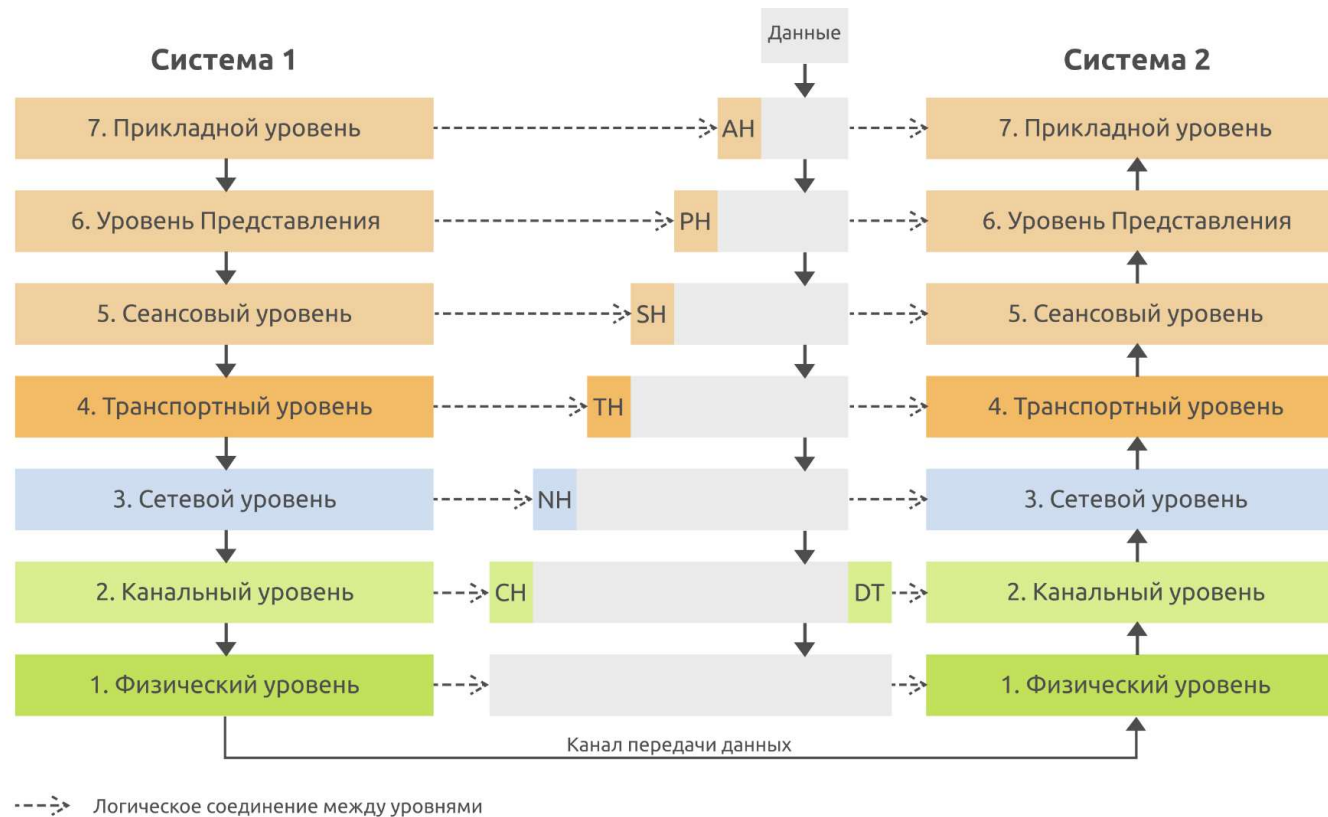 Данные
Система 1
Система 2
7. Прикладной уровень
AH
7. Прикладной уровень
6. Уровень Представления
PH
6. Уровень Представления
5. Сеансовый уровень
SH
5. Сеансовый уровень
4. Транспортный уровень
TH
4. Транспортный уровень
3. Сетевой уровень
NH
3. Сетевой уровень
2. Канальный уровень
CH
DT
2. Канальный уровень
1. Физический уровень
1. Физический уровень
Канал передачи данных
Логическое соединение между уровнями